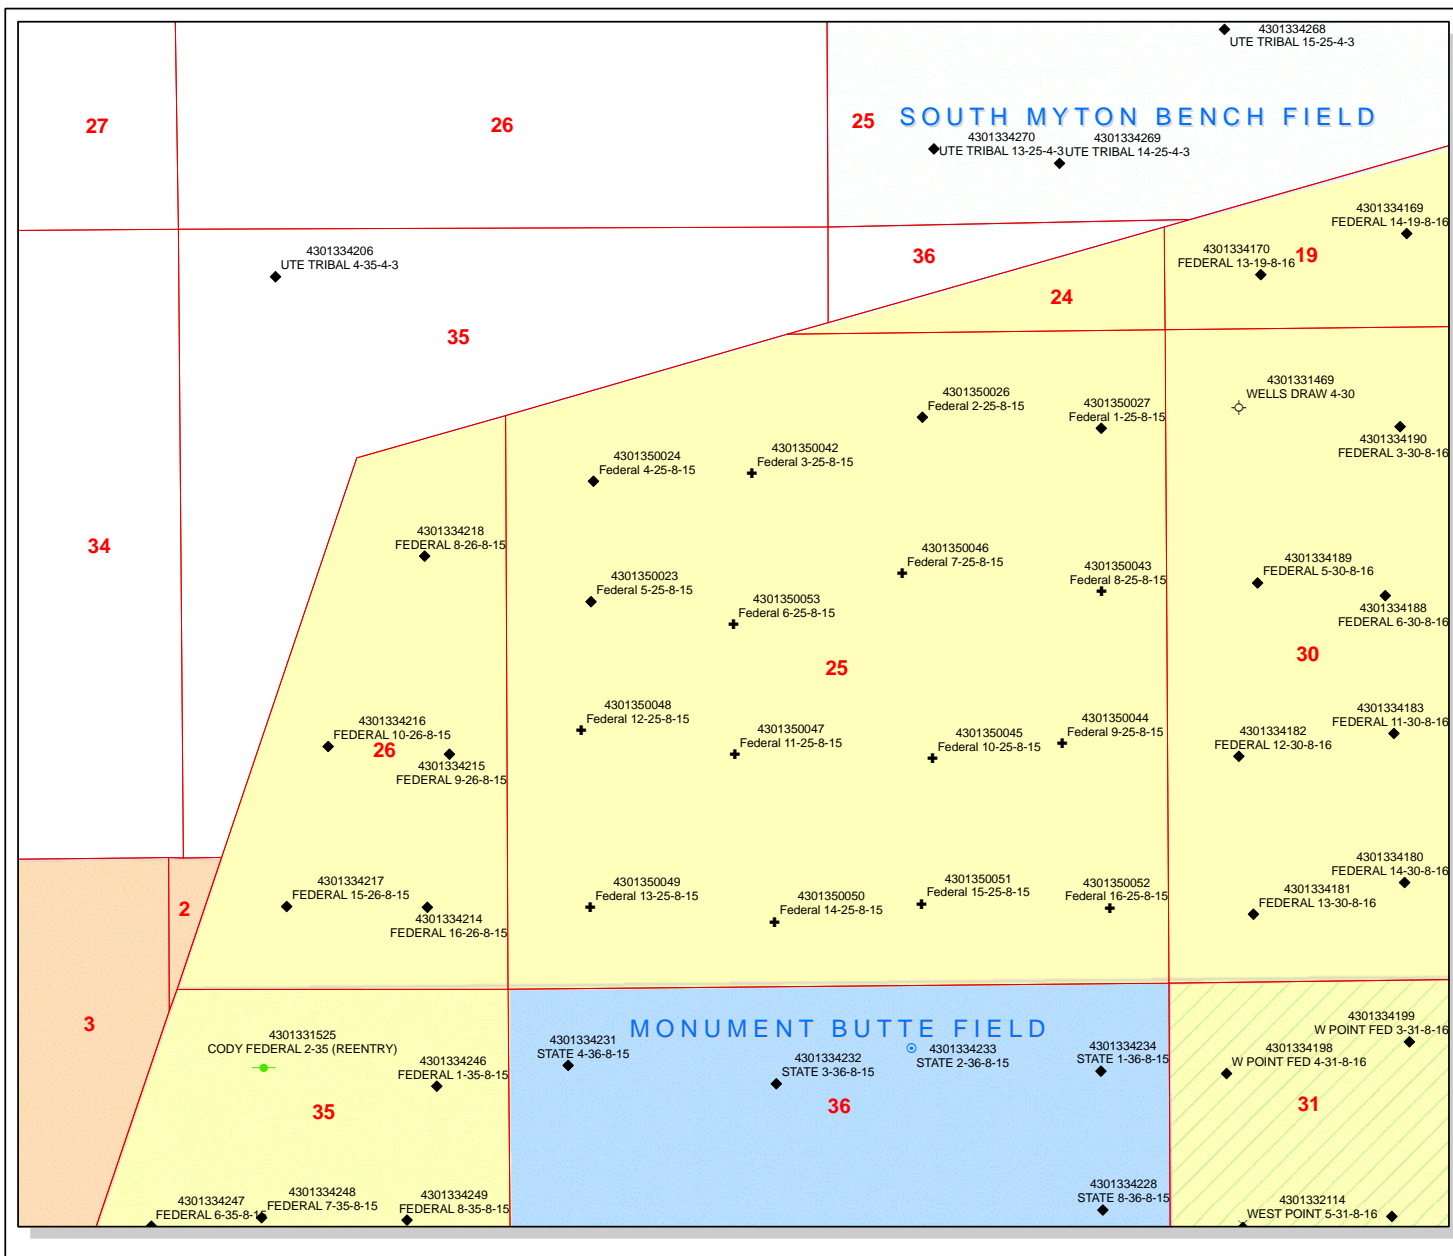 4301334268
UTE TRIBAL 15-25-4-3
27
26
25
SOUTH MYTON BENCH FIELD
4301334270
UTE TRIBAL 13-25-4-3
4301334269
UTE TRIBAL 14-25-4-3
4301334169
FEDERAL 14-19-8-16
4301334206
UTE TRIBAL 4-35-4-3
36
4301334170
FEDERAL 13-19-8-16
19
24
35
4301331469
WELLS DRAW 4-30
4301350026
Federal 2-25-8-15
4301350027
Federal 1-25-8-15
4301334190
FEDERAL 3-30-8-16
4301350024
Federal 4-25-8-15
4301350042
Federal 3-25-8-15
34
4301334218
FEDERAL 8-26-8-15
4301350046
Federal 7-25-8-15
4301350043
Federal 8-25-8-15
4301334189
FEDERAL 5-30-8-16
4301350023
Federal 5-25-8-15
4301350053
Federal 6-25-8-15
4301334188
FEDERAL 6-30-8-16
25
30
4301350048
Federal 12-25-8-15
4301350047
Federal 11-25-8-15
4301350045
Federal 10-25-8-15
4301350044
Federal 9-25-8-15
4301334183
FEDERAL 11-30-8-16
4301334182
FEDERAL 12-30-8-16
4301334216
FEDERAL 10-26-8-15
26
4301334215
FEDERAL 9-26-8-15
4301334180
FEDERAL 14-30-8-16
4301334217
FEDERAL 15-26-8-15
4301350049
Federal 13-25-8-15
4301350050
Federal 14-25-8-15
4301350051
Federal 15-25-8-15
4301350052
Federal 16-25-8-15
4301334181
FEDERAL 13-30-8-16
2
4301334214
FEDERAL 16-26-8-15
3
4301331525
CODY FEDERAL 2-35 (REENTRY)
MONUMENT BUTTE FIELD
4301334199
W POINT FED 3-31-8-16
4301334246
FEDERAL 1-35-8-15
4301334231
STATE 4-36-8-15
4301334232
STATE 3-36-8-15
4301334233
STATE 2-36-8-15
4301334234
STATE 1-36-8-15
4301334198
W POINT FED 4-31-8-16
35
36
31
4301334247
FEDERAL 6-35-8-15
4301334248
FEDERAL 7-35-8-15
4301334249
FEDERAL 8-35-8-15
4301334228
STATE 8-36-8-15
4301332114
WEST POINT 5-31-8-16